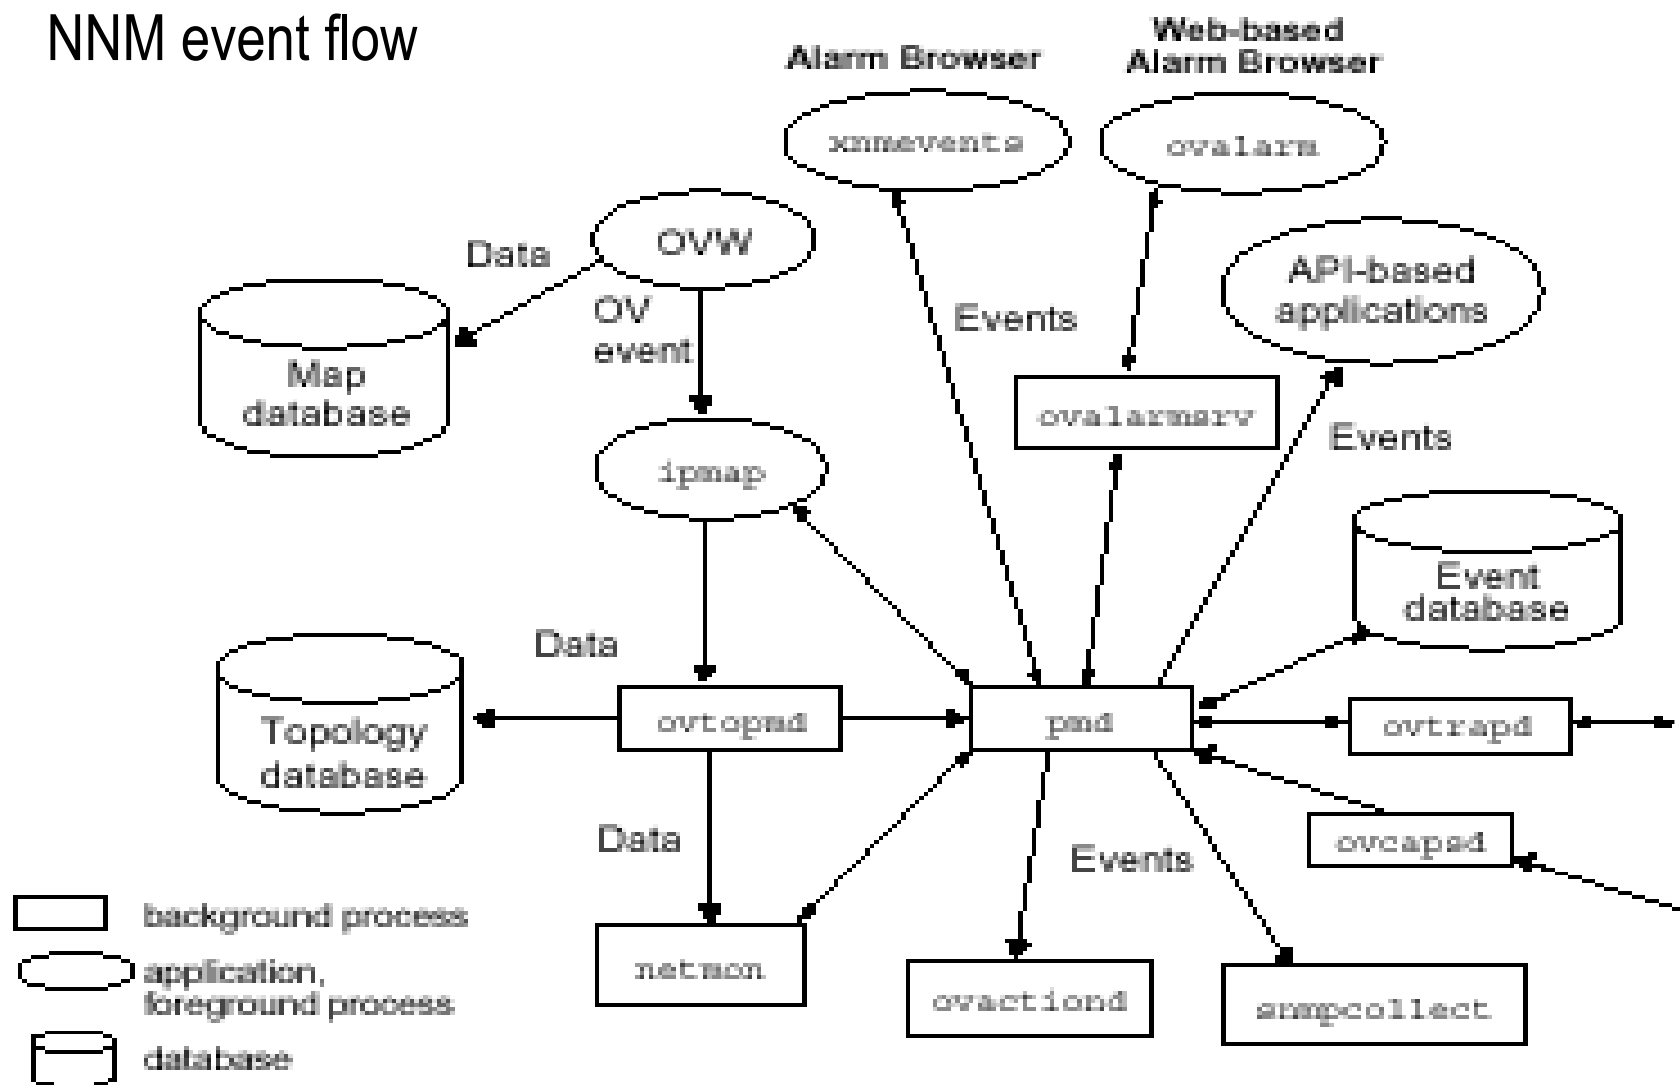 NNM event flow
Alarm Browser
Web-based
Alarm Browser
xnmevents
ovalarm
OVW
Data
API-based
applications
OV
event
Events
Map
database
ovalarmsrv
Events
ipmap
Event
database
Data
ovtopmd
pmd
ovtrapd
Topology
database
Data
Events
ovcapsd
background process
netmon
application,
foreground process
ovactiond
snmpcollect
database